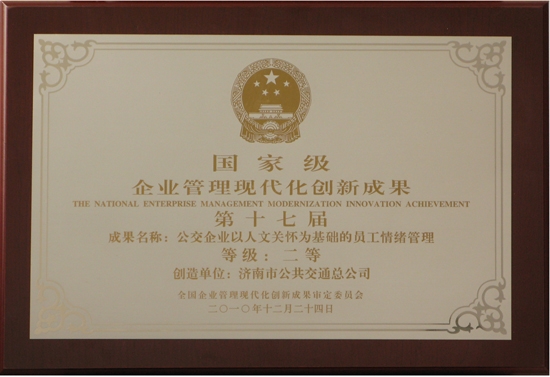 国家级
企业管理现代化创新成果
THE NATIONAL ENTERPRISE MANAGEMENT MODERNIZATION INNOVATION ACHIEVEMENT
第十七届
成果名称：公交企业以人文关怀为基础的员工情绪管理
等级：二等
创造单位：济南市公共交通总公司
全国企业管理现代化创新成果审定委员会
二〇一〇年十二月二十四日